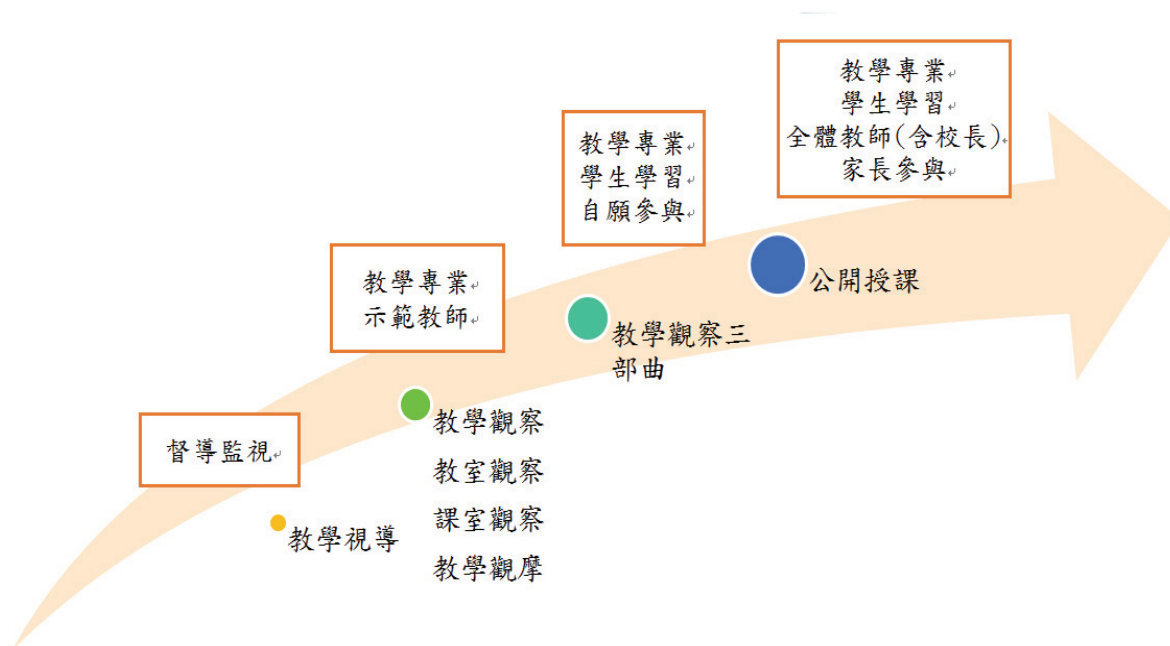 督導監視
教學視導
教學專業
示範教師
教學觀察
教室觀察
課室觀察
教學觀摩
教學專業
學生學習
自願參與
教學觀察三
部曲
教學專業
學生學習
全體教師(含校長)
家長參與
公開授課